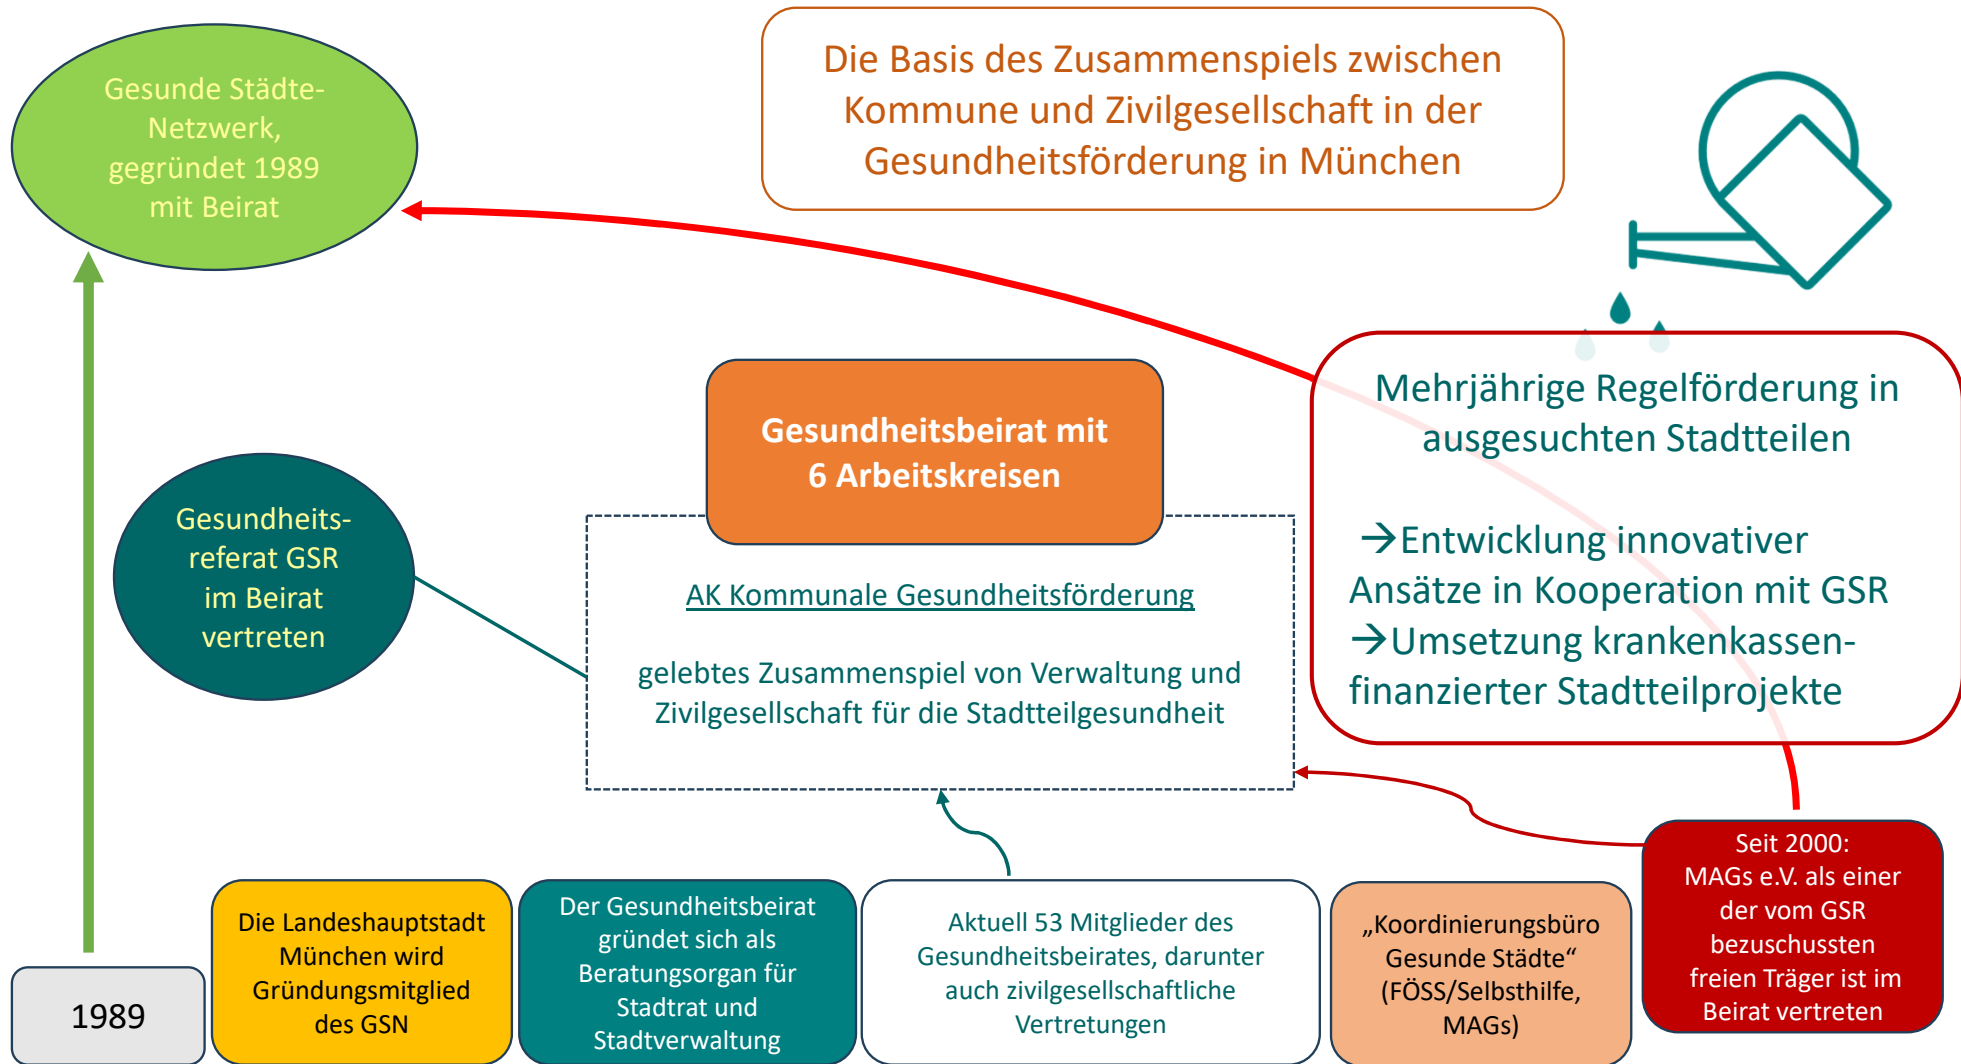 Gesunde Städte-
Netzwerk,
gegründet 1989
mit Beirat
Die Basis des Zusammenspiels zwischen
Kommune und Zivilgesellschaft in der
Gesundheitsförderung in München
Gesundheitsbeirat mit
6 Arbeitskreisen
Mehrjährige Regelförderung in
ausgesuchten Stadtteilen
→Entwicklung innovativer
Ansätze in Kooperation mit GSR
→Umsetzung krankenkassen-
finanzierter Stadtteilprojekte
Gesundheits-
referat GSR
im Beirat
vertreten
AK Kommunale Gesundheitsförderung
gelebtes Zusammenspiel von Verwaltung und
Zivilgesellschaft für die Stadtteilgesundheit
1989
Die Landeshauptstadt
München wird
Gründungsmitglied
des GSN
Der Gesundheitsbeirat
gründet sich als
Beratungsorgan für
Stadtrat und
Stadtverwaltung
Aktuell 53 Mitglieder des
Gesundheitsbeirates, darunter
auch zivilgesellschaftliche
Vertretungen
„Koordinierungsbüro
Gesunde Städte“
(FÖSS/Selbsthilfe,
MAGs)
Seit 2000:
MAGs e.V. als einer
der vom GSR
bezuschussten
freien Träger ist im
Beirat vertreten